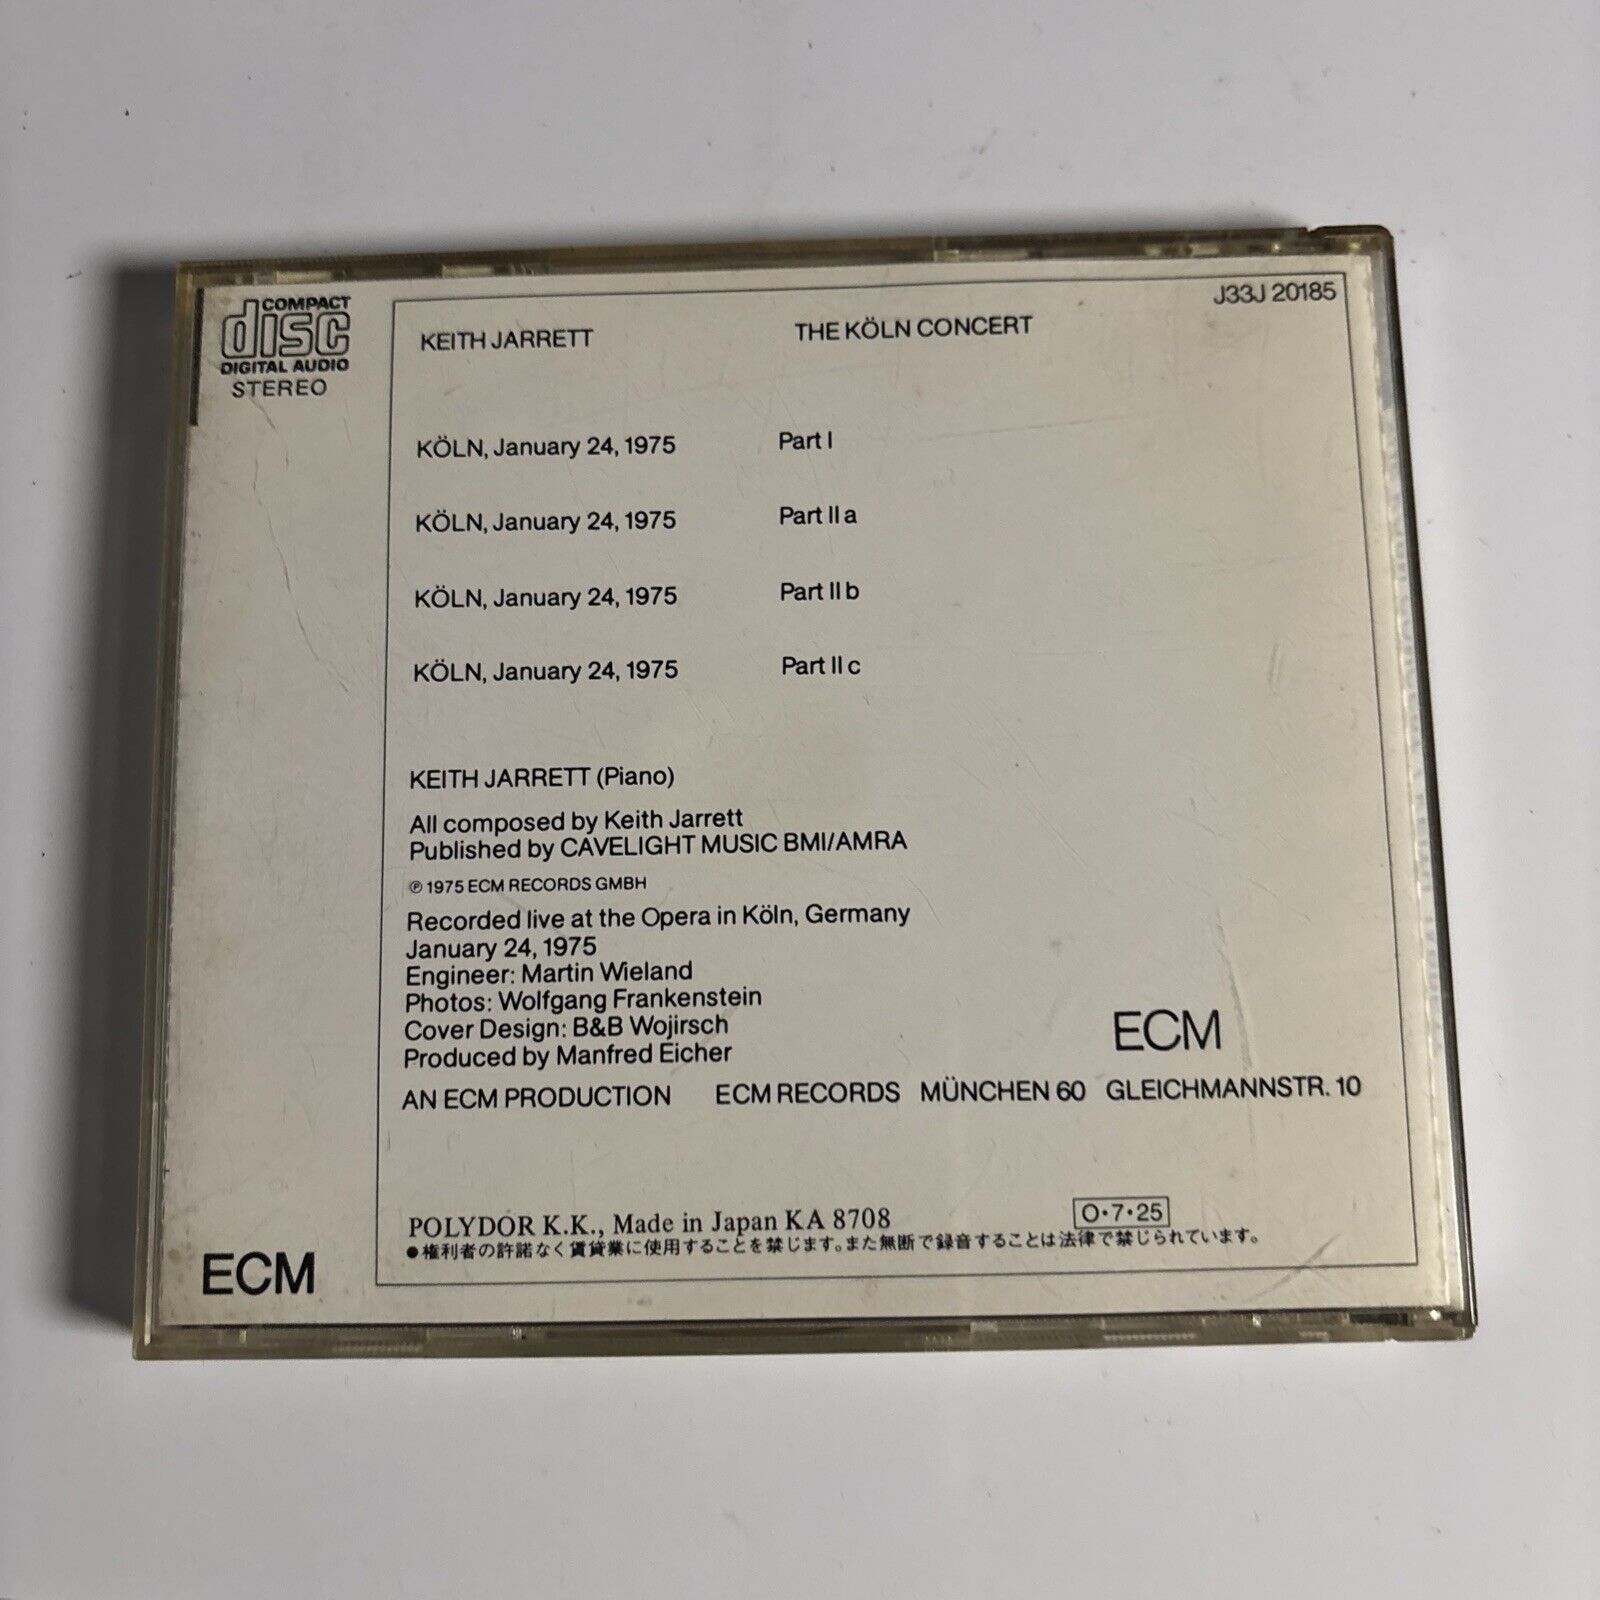 COMPACT
disc
DIGITAL AUDIO
STEREO
J33J 20185
KEITH JARRETT THE KÖLN CONCERT
KÖLN, January 24, 1975 Part I
KÖLN, January 24, 1975 Part II a
KÖLN, January 24, 1975 Part II b
KÖLN, January 24, 1975 Part II c
KEITH JARRETT (Piano)
All composed by Keith Jarrett
Published by CAVELIGHT MUSIC BMI/AMRA
℗ 1975 ECM RECORDS GMBH
Recorded live at the Opera in Köln, Germany
January 24, 1975
Engineer: Martin Wieland
Photos: Wolfgang Frankenstein
Cover Design: B&B Wojirsch
Produced by Manfred Eicher
ECM
AN ECM PRODUCTION ECM RECORDS MÜNCHEN 60 GLEICHMANNSTR. 10
POLYDOR K.K., Made in Japan KA 8708 O・7・25
●権利者の許諾なく賃貸業に使用することを禁じます。また無断で録音することは法律で禁じられています。
ECM